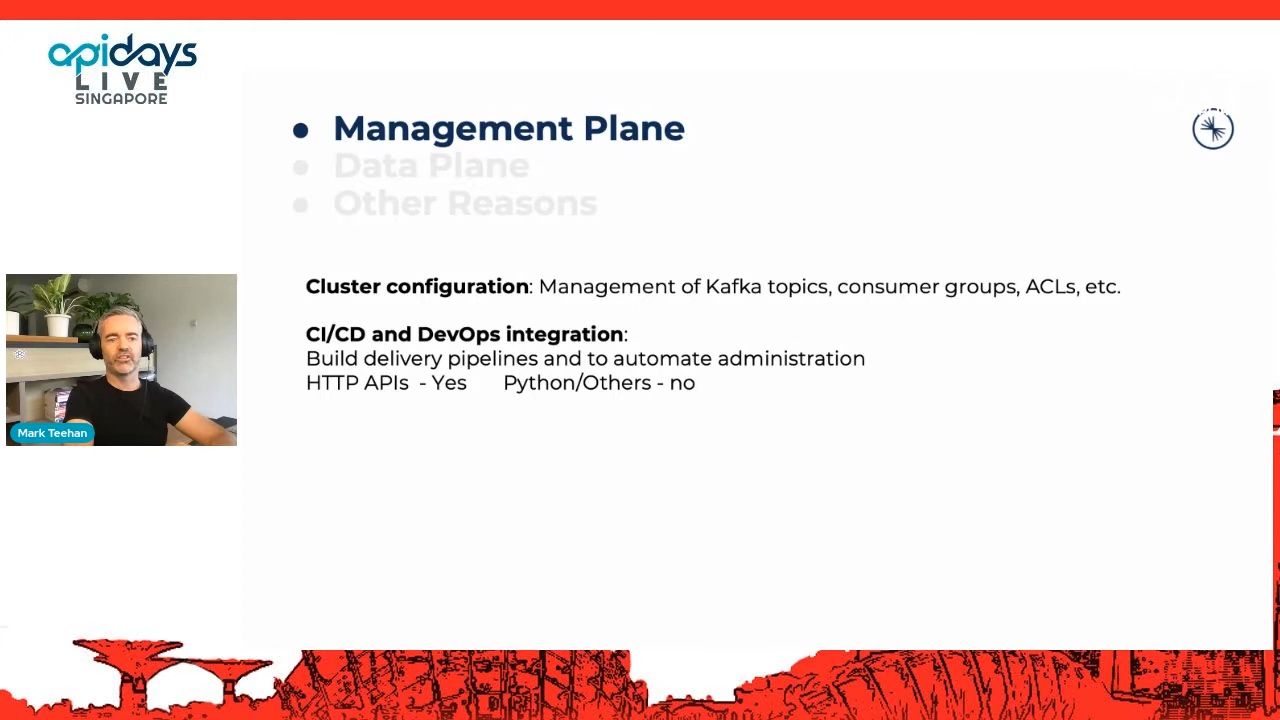 apidays
LIVE
SINGAPORE
● Management Plane
● Data Plane
● Other Reasons
Cluster configuration: Management of Kafka topics, consumer groups, ACLs, etc.
CI/CD and DevOps integration:
Build delivery pipelines and to automate administration
HTTP APIs - Yes Python/Others - no
Mark Teehan